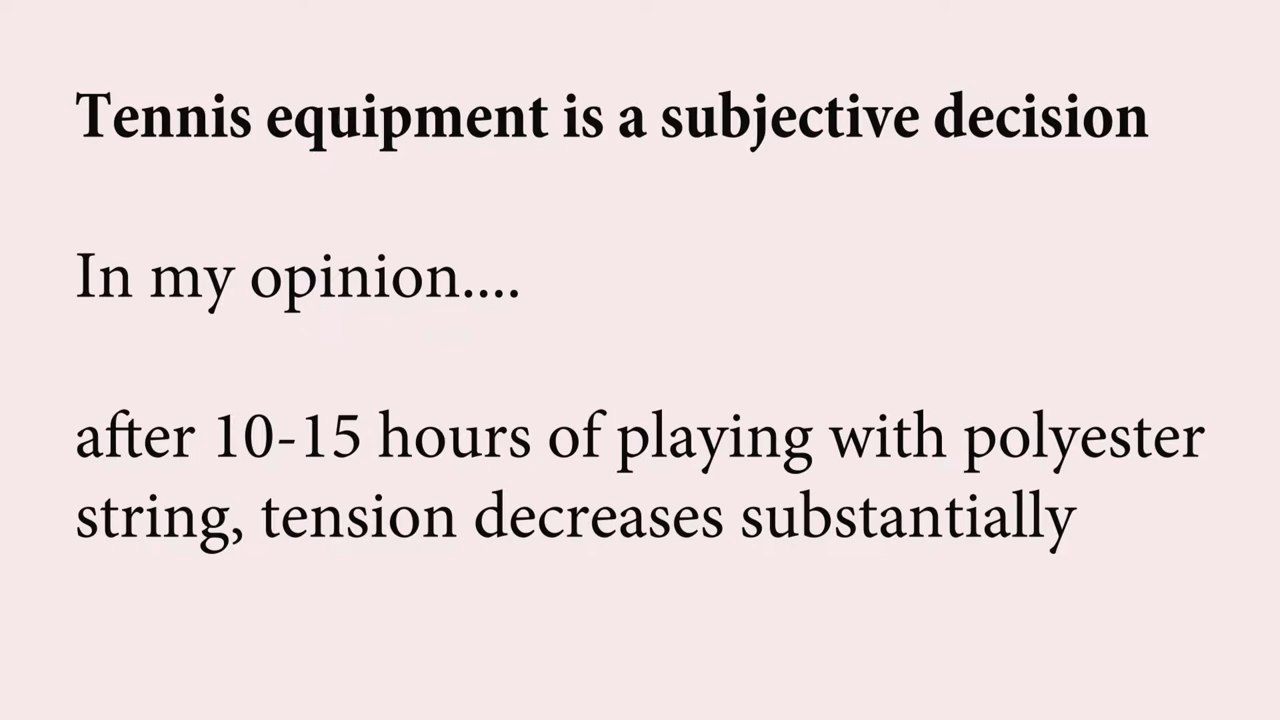 Tennis equipment is a subjective decision
In my opinion....
after 10-15 hours of playing with polyester
string, tension decreases substantially